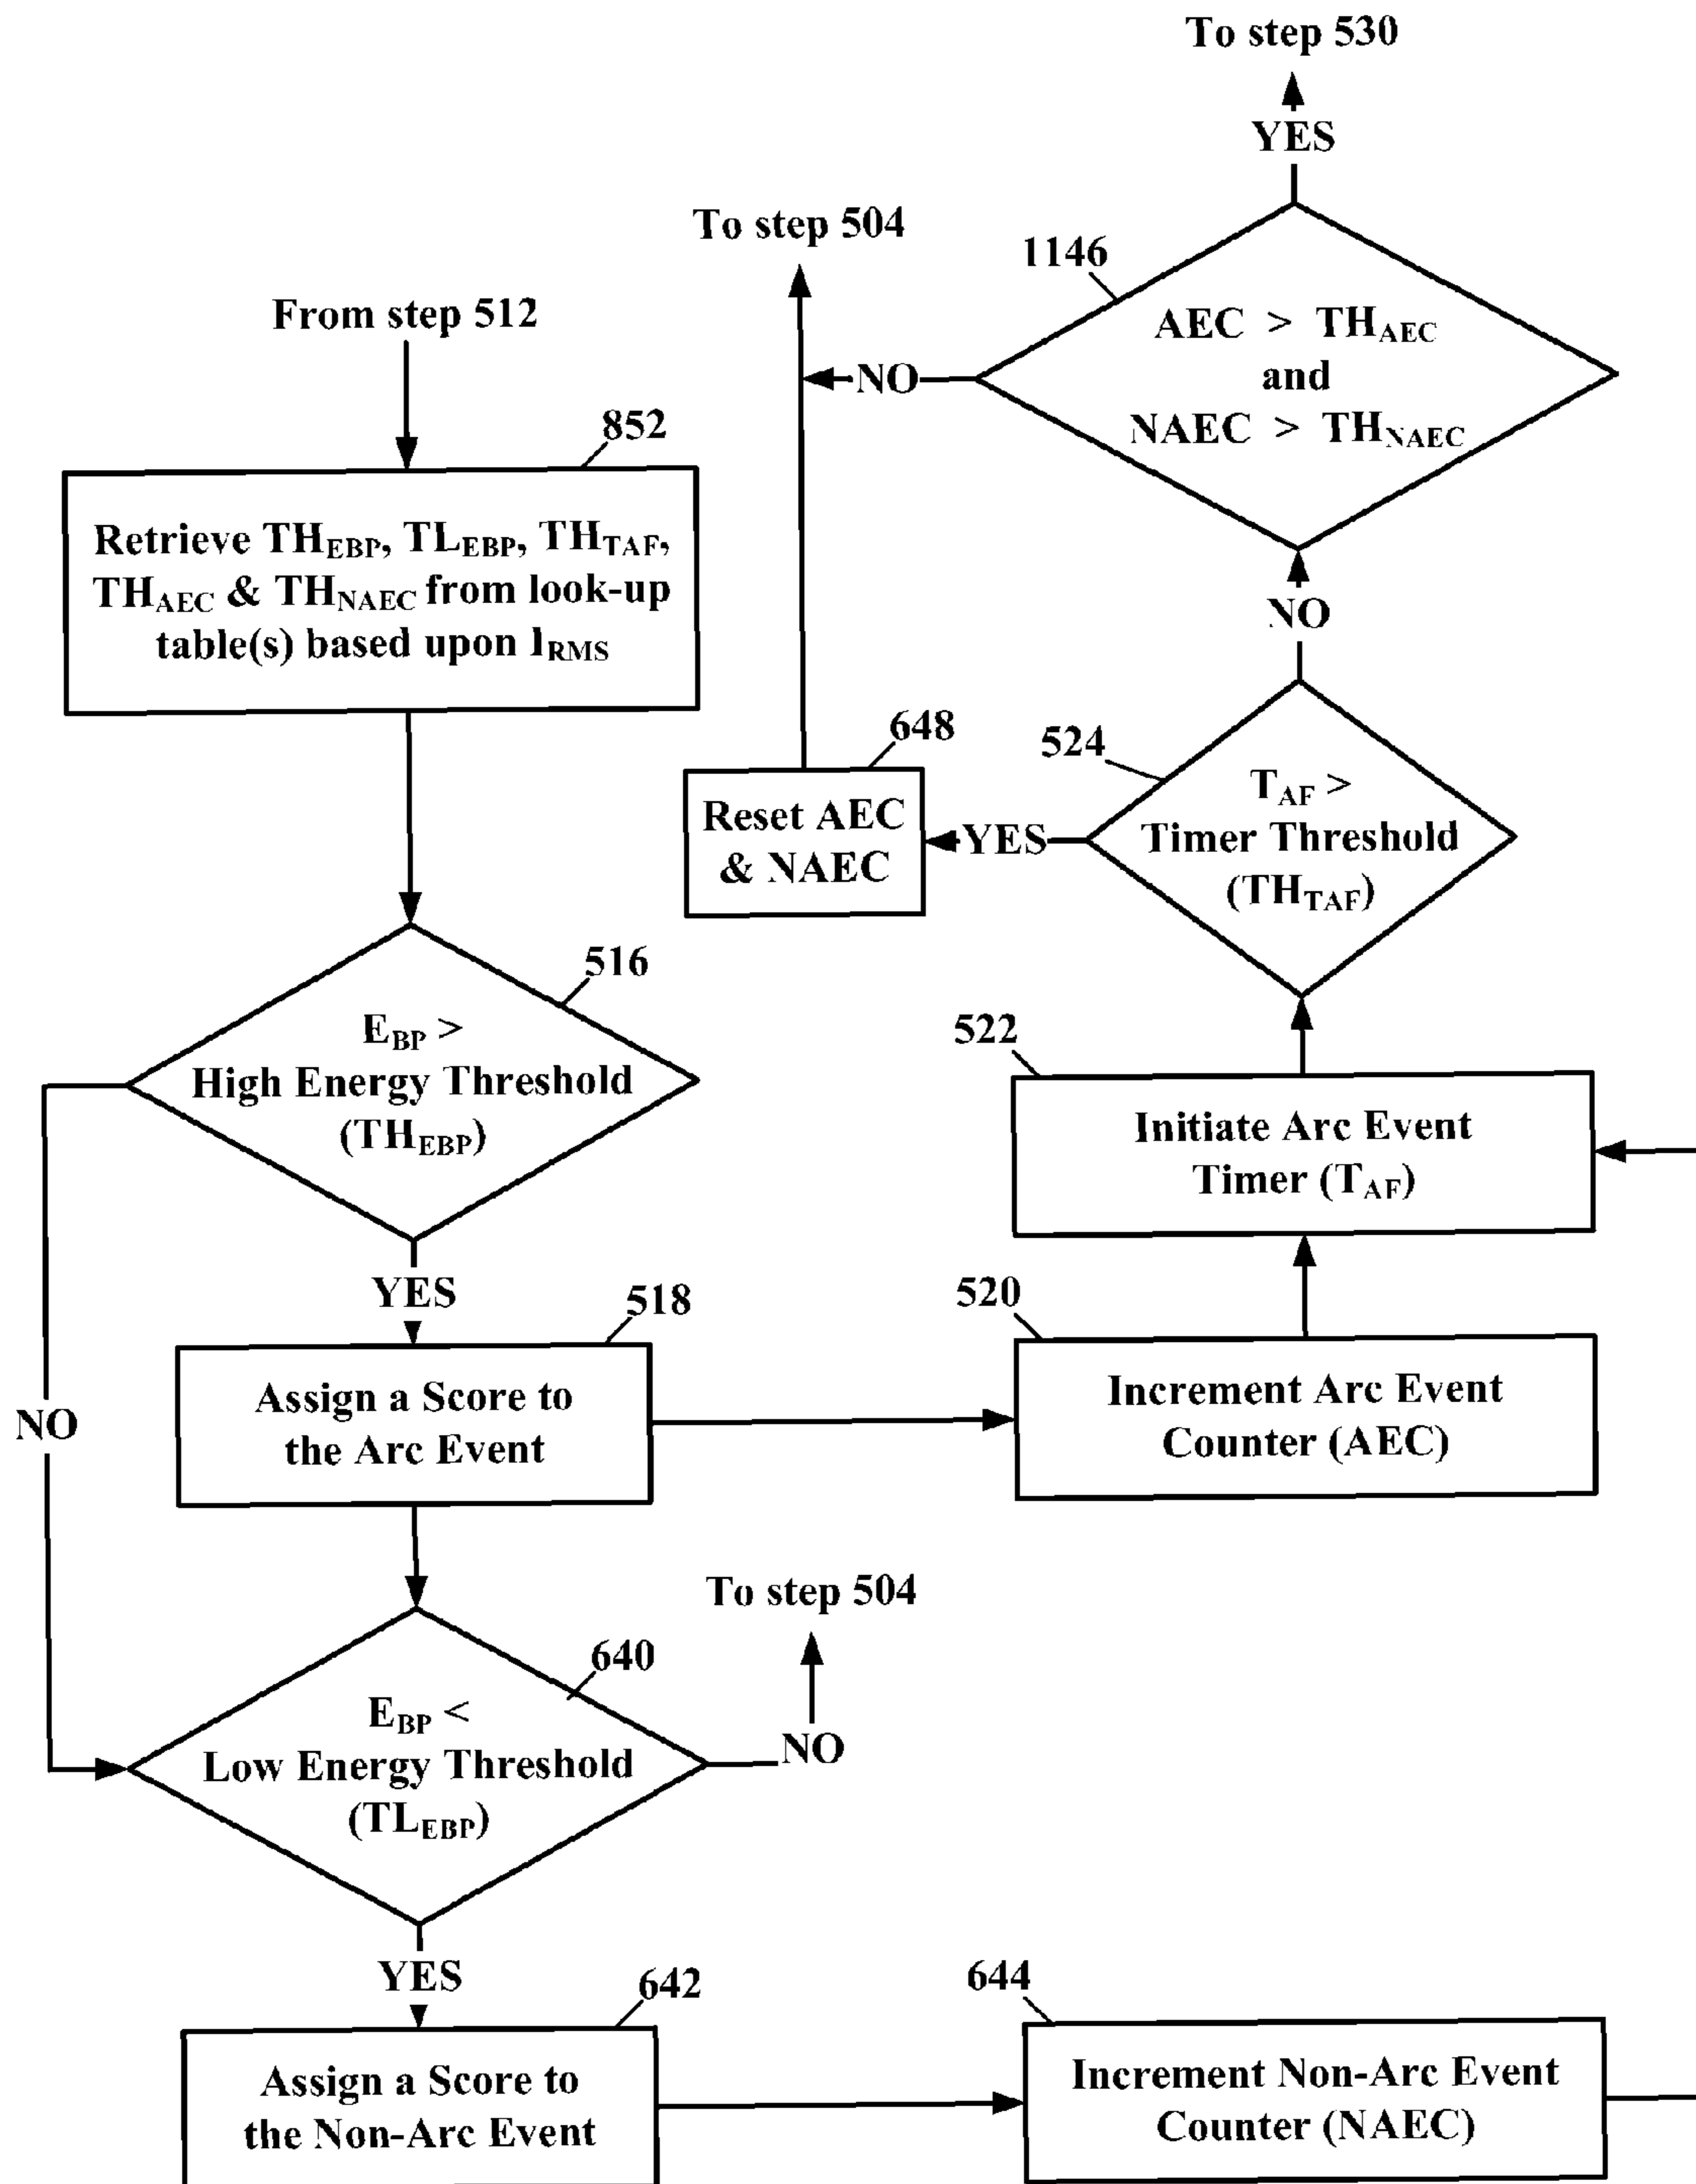 To step 530
YES
To step 504
1146
AEC > TH_AEC
and
NAEC > TH_NAEC
NO
From step 512
852
Retrieve TH_EBP, TL_EBP, TH_TAF,
TH_AEC & TH_NAEC from look-up
table(s) based upon I_RMS
NO
648
Reset AEC
& NAEC
YES
524
T_AF >
Timer Threshold
(TH_TAF)
516
E_BP >
High Energy Threshold
(TH_EBP)
522
Initiate Arc Event
Timer (T_AF)
YES
518
Assign a Score to
the Arc Event
520
Increment Arc Event
Counter (AEC)
NO
To step 504
640
E_BP <
Low Energy Threshold
(TL_EBP)
NO
YES
642
Assign a Score to
the Non-Arc Event
644
Increment Non-Arc Event
Counter (NAEC)